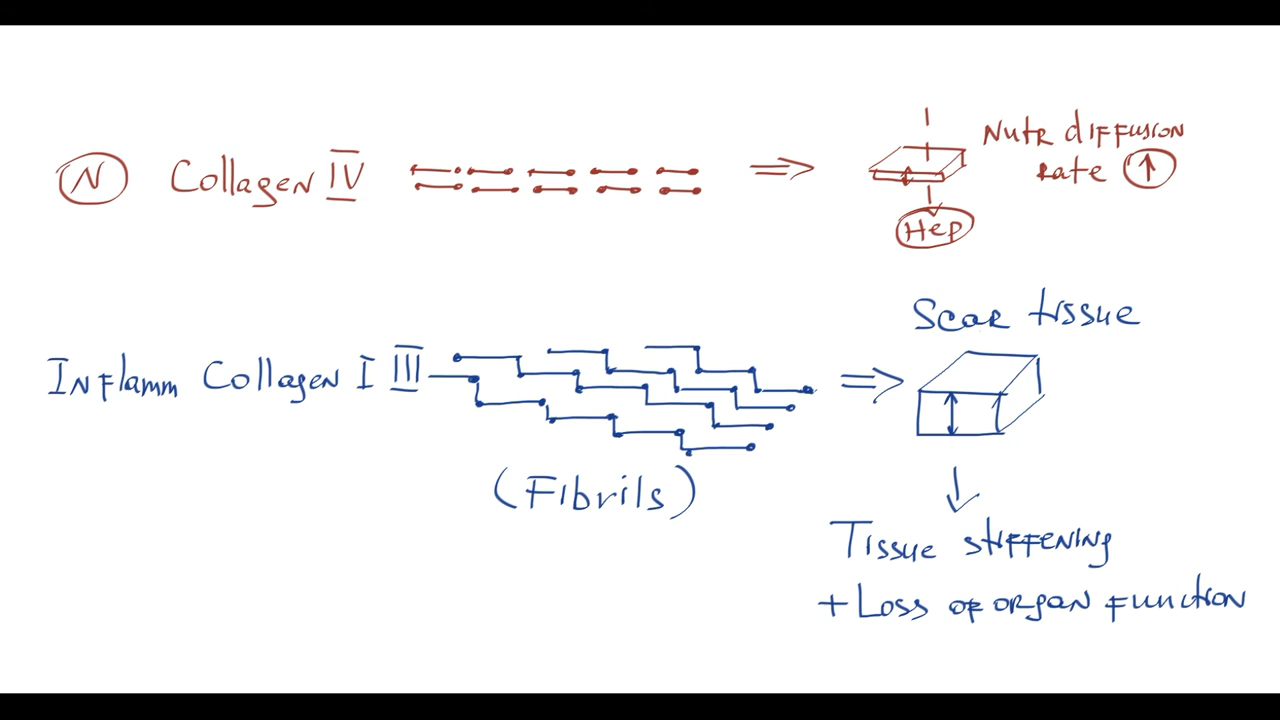 N Collagen IV ⇒ Nutr diffusion
rate ↑
Hep
Inflamm Collagen I III ⇒ Scar tissue
(Fibrils)
↓
Tissue stiffening
+ Loss of organ function